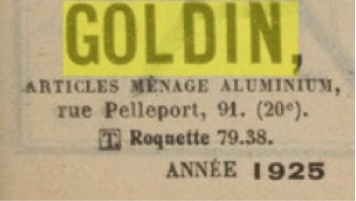 GOLDIN,
ARTICLES MÉNAGE ALUMINIUM,
rue Pelleport, 91. (20e).
T Roquette 79.38.
ANNÉE 1925